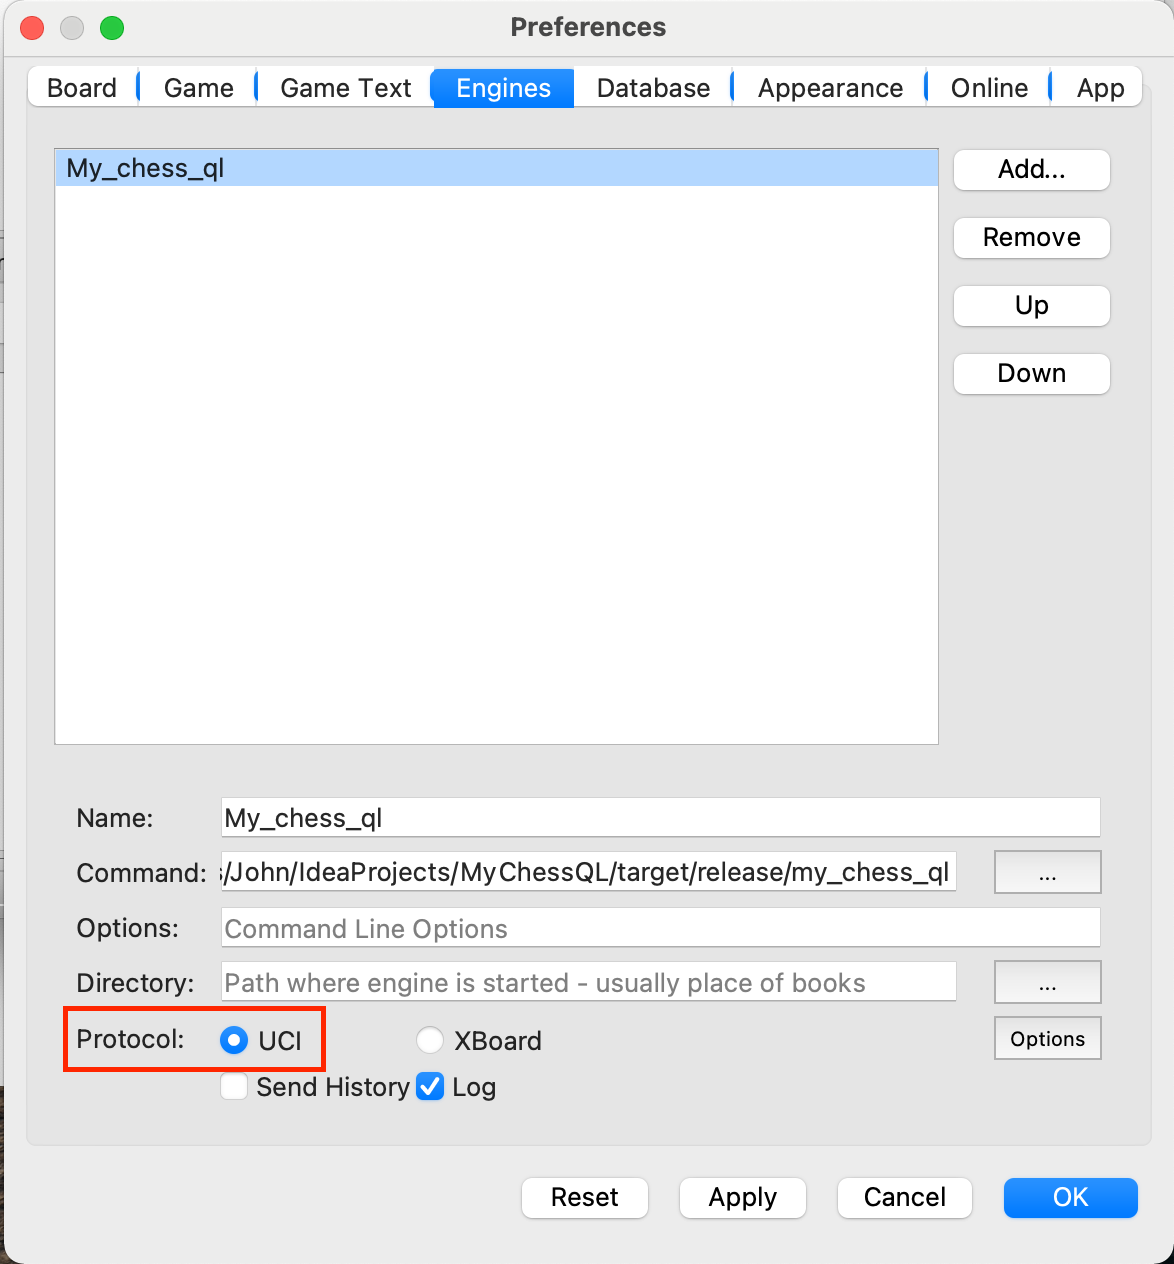 Preferences
Board Game Game Text Engines Database Appearance Online App
My_chess_ql
Add...
Remove
Up
Down
Name: My_chess_ql
Command: /John/IdeaProjects/MyChessQL/target/release/my_chess_ql ...
Options: Command Line Options
Directory: Path where engine is started - usually place of books ...
Protocol: UCI XBoard Options
Send History Log
Reset Apply Cancel OK